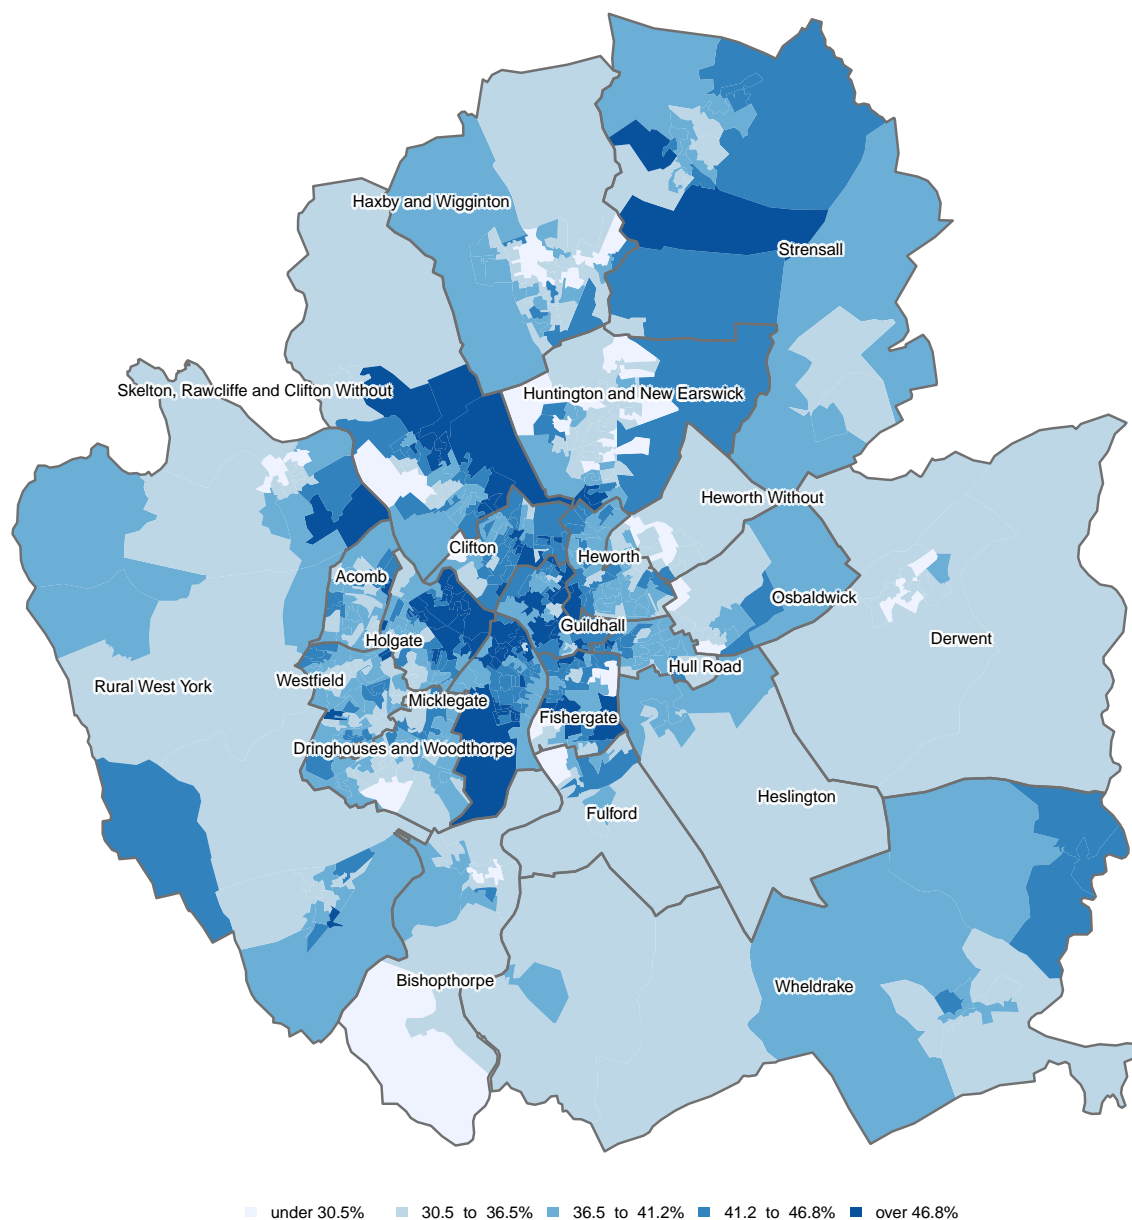 Haxby and Wigginton
Strensall
Skelton, Rawcliffe and Clifton Without
Huntington and New Earswick
Heworth Without
Clifton
Heworth
Acomb
Osbaldwick
Guildhall
Holgate
Derwent
Hull Road
Westfield
Rural West York
Micklegate
Fishergate
Dringhouses and Woodthorpe
Heslington
Fulford
Bishopthorpe
Wheldrake
under 30.5% 30.5 to 36.5% 36.5 to 41.2% 41.2 to 46.8% over 46.8%